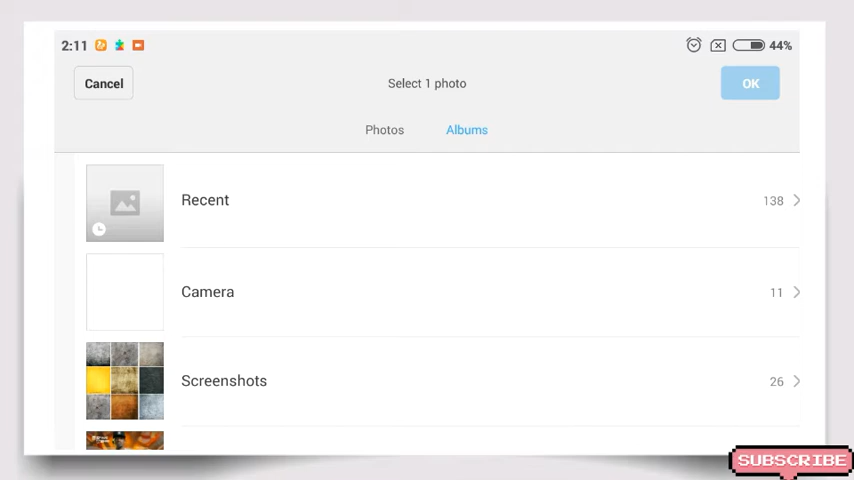 2:11
44%
Cancel
Select 1 photo
OK
Photos
Albums
Recent
138
Camera
11
Screenshots
26
SUBSCRIBE